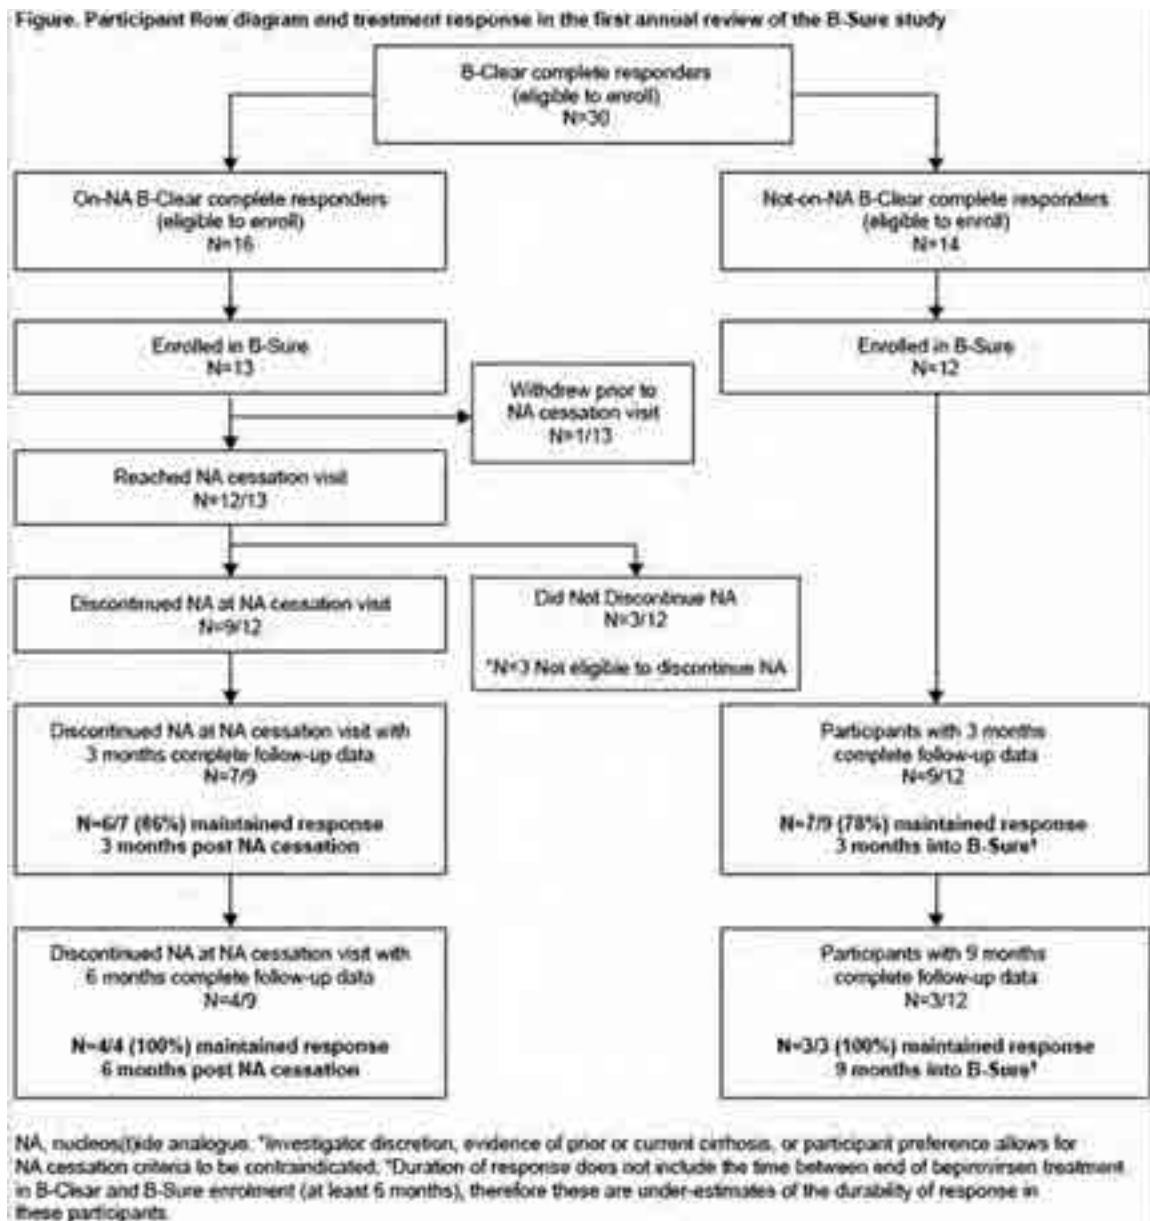 Figure. Participant flow diagram and treatment response in the first annual review of the B-Sure study
B-Clear complete responders
(eligible to enroll)
N=30
On-NA B-Clear complete responders
(eligible to enroll)
N=16
Not-on-NA B-Clear complete responders
(eligible to enroll)
N=14
Enrolled in B-Sure
N=13
Enrolled in B-Sure
N=12
Withdrew prior to
NA cessation visit
N=1/13
Reached NA cessation visit
N=12/13
Discontinued NA at NA cessation visit
N=9/12
Did Not Discontinue NA
N=3/12
*N=3 Not eligible to discontinue NA
Discontinued NA at NA cessation visit with
3 months complete follow-up data
N=7/9
N=6/7 (86%) maintained response
3 months post NA cessation
Participants with 3 months
complete follow-up data
N=9/12
N=7/9 (78%) maintained response
3 months into B-Sure†
Discontinued NA at NA cessation visit with
6 months complete follow-up data
N=4/9
N=4/4 (100%) maintained response
6 months post NA cessation
Participants with 9 months
complete follow-up data
N=3/12
N=3/3 (100%) maintained response
9 months into B-Sure†
NA, nucleos(t)ide analogue. *Investigator discretion, evidence of prior or current cirrhosis, or participant preference allows for
NA cessation criteria to be contraindicated. †Duration of response does not include the time between end of bepirovirsen treatment
in B-Clear and B-Sure enrolment (at least 6 months), therefore these are under-estimates of the durability of response in
these participants.